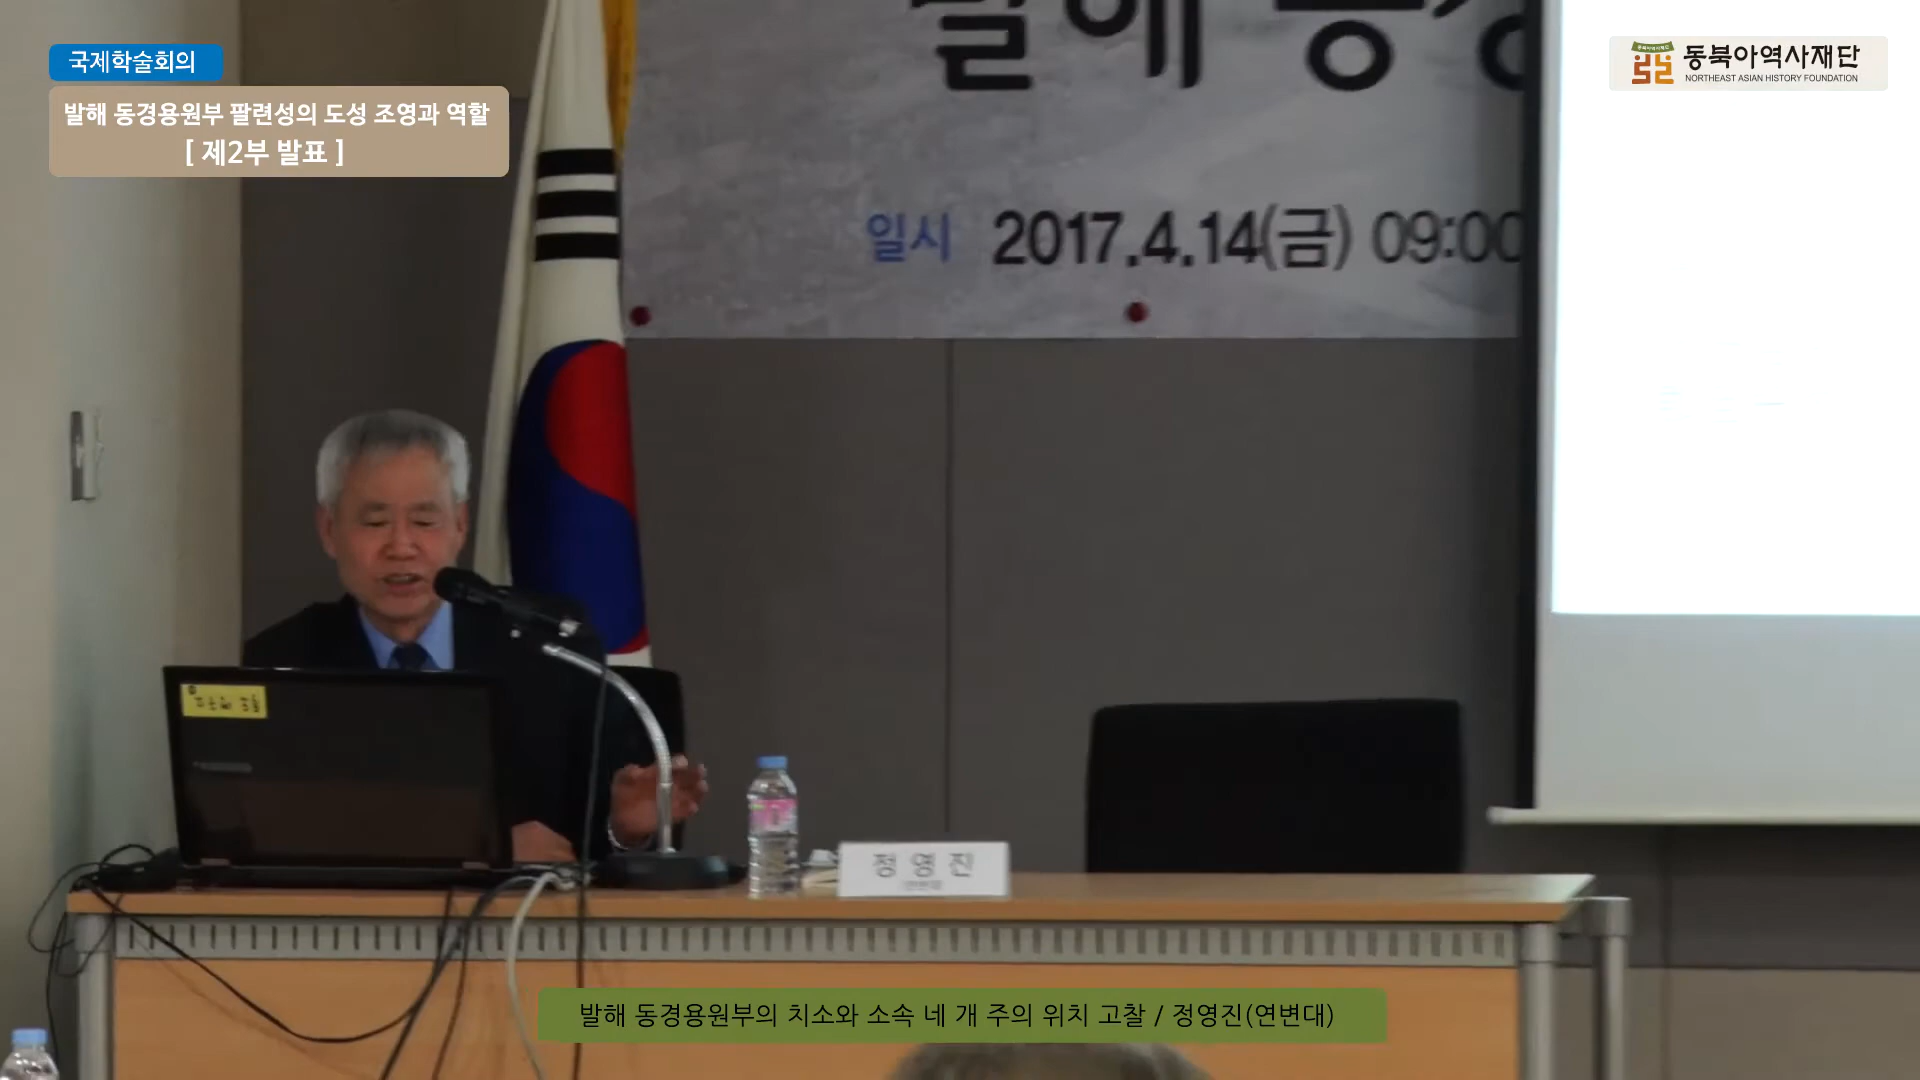 국제학술회의
발해 동경용원부 팔련성의 도성 조영과 역할
[ 제2부 발표 ]
동북아역사재단
NORTHEAST ASIAN HISTORY FOUNDATION
발해
일시 2017.4.14(금) 09:00
정영진
발해 동경용원부의 치소와 소속 네 개 주의 위치 고찰 / 정영진(연변대)